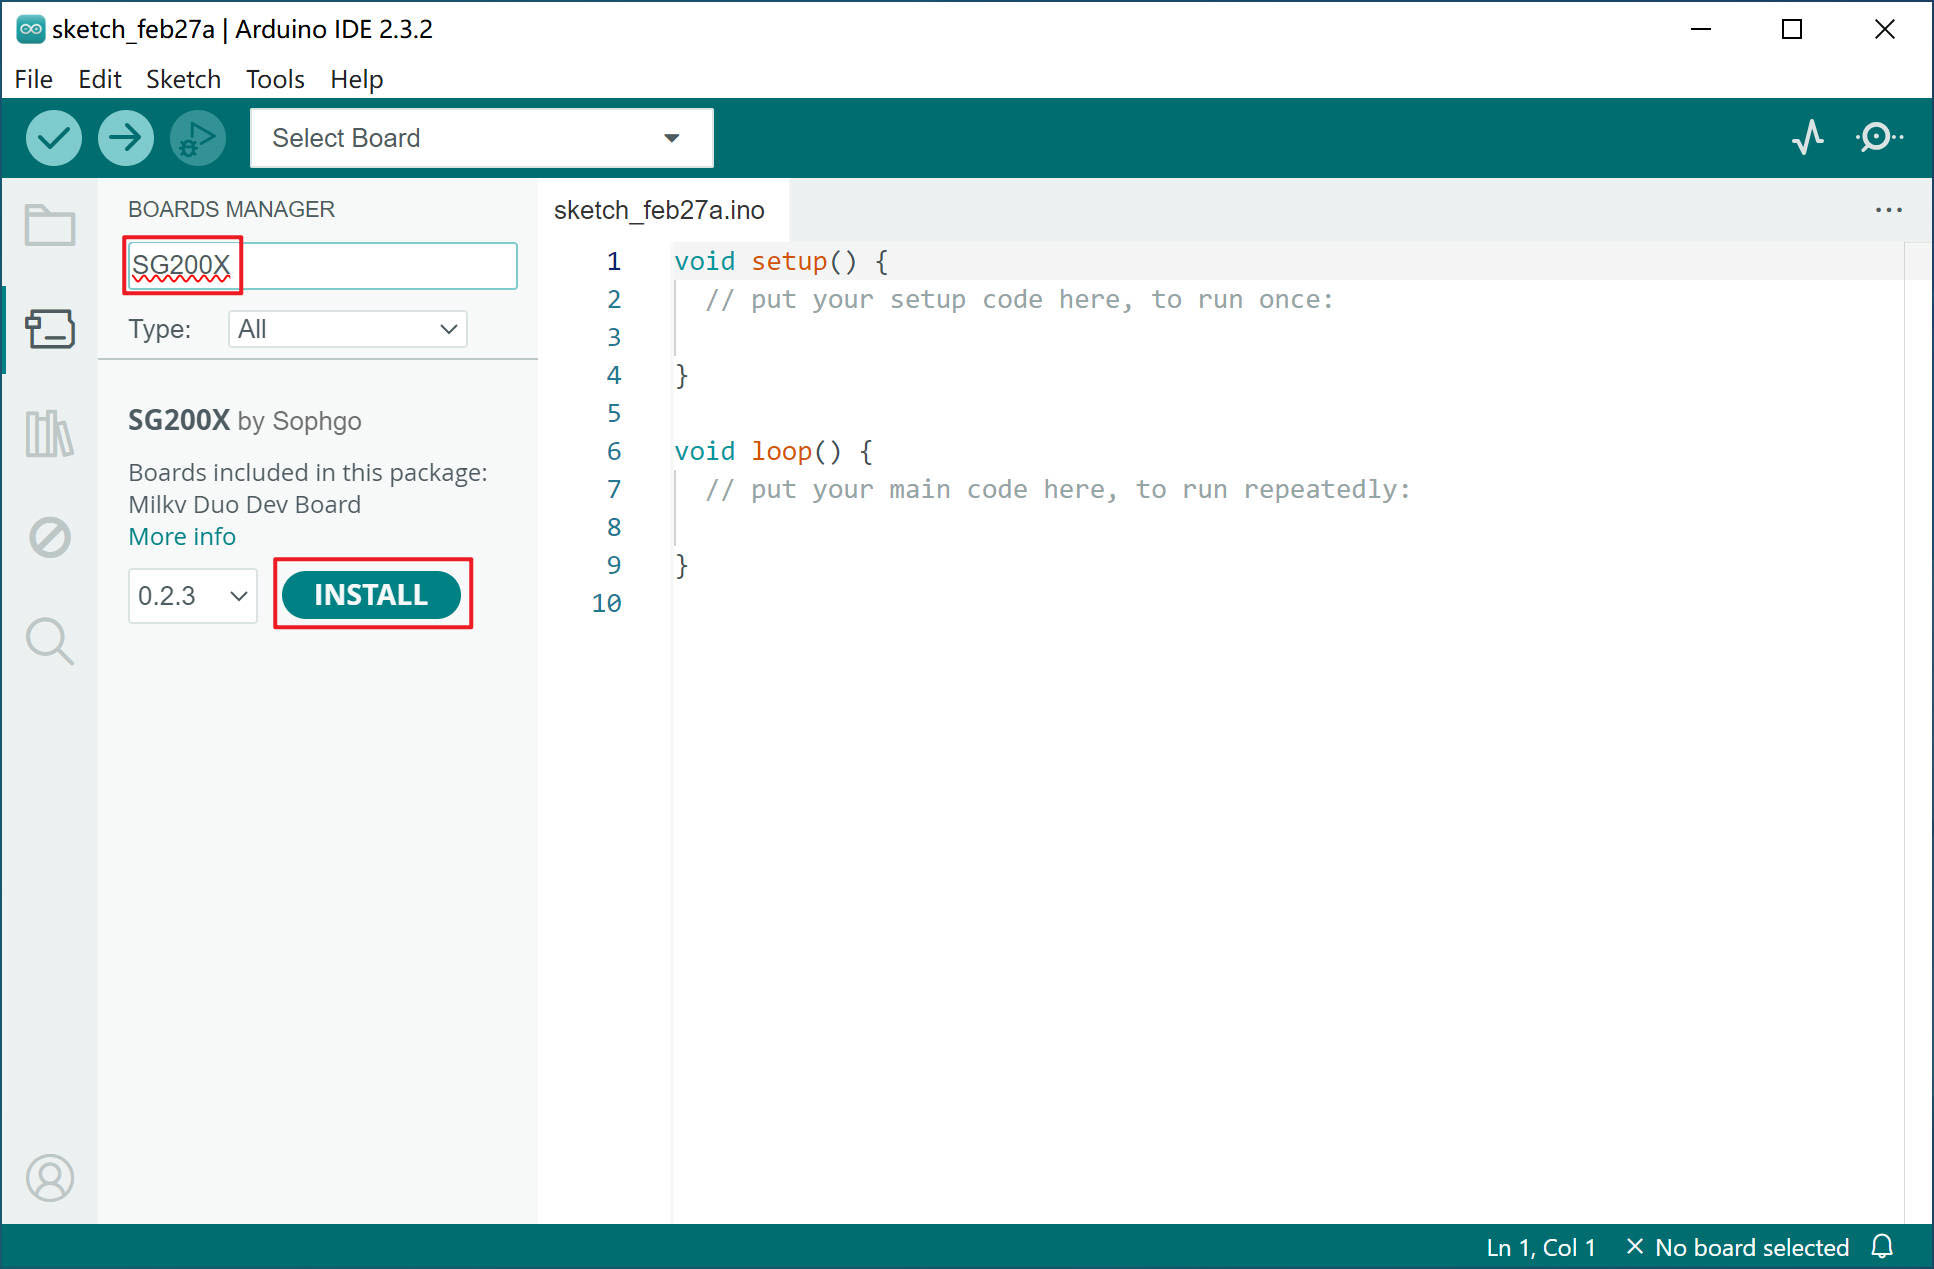 sketch_feb27a | Arduino IDE 2.3.2
File Edit Sketch Tools Help
Select Board
BOARDS MANAGER
SG200X
Type: All
SG200X by Sophgo
Boards included in this package:
Milkv Duo Dev Board
More info
0.2.3 INSTALL
sketch_feb27a.ino
1 void setup() {
2 // put your setup code here, to run once:
3
4 }
5
6 void loop() {
7 // put your main code here, to run repeatedly:
8
9 }
10
Ln 1, Col 1 No board selected